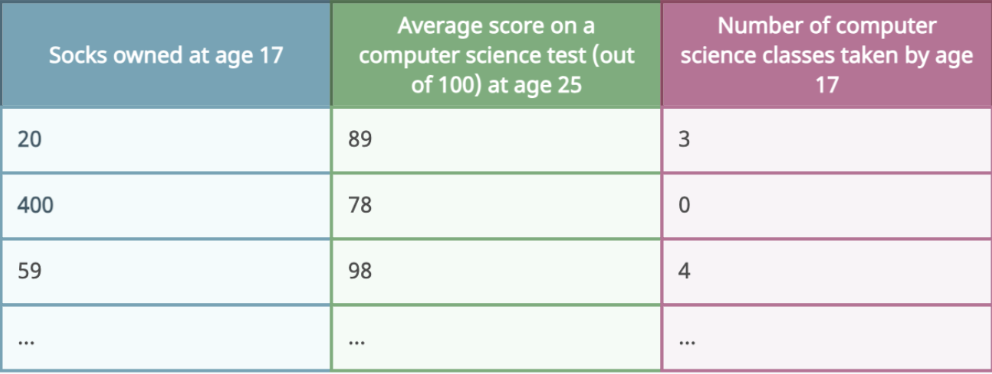 Socks owned at age 17
Average score on a
computer science test (out
of 100) at age 25
Number of computer
science classes taken by age
17
20
89
3
400
78
0
59
98
4
...
...
...